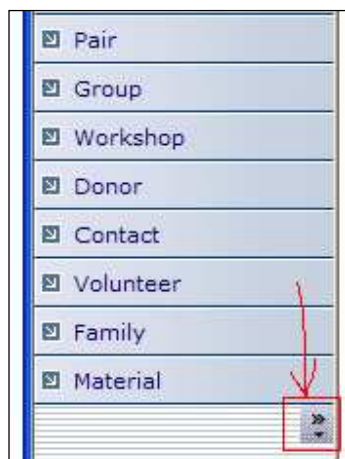 Pair
Group
Workshop
Donor
Contact
Volunteer
Family
Material